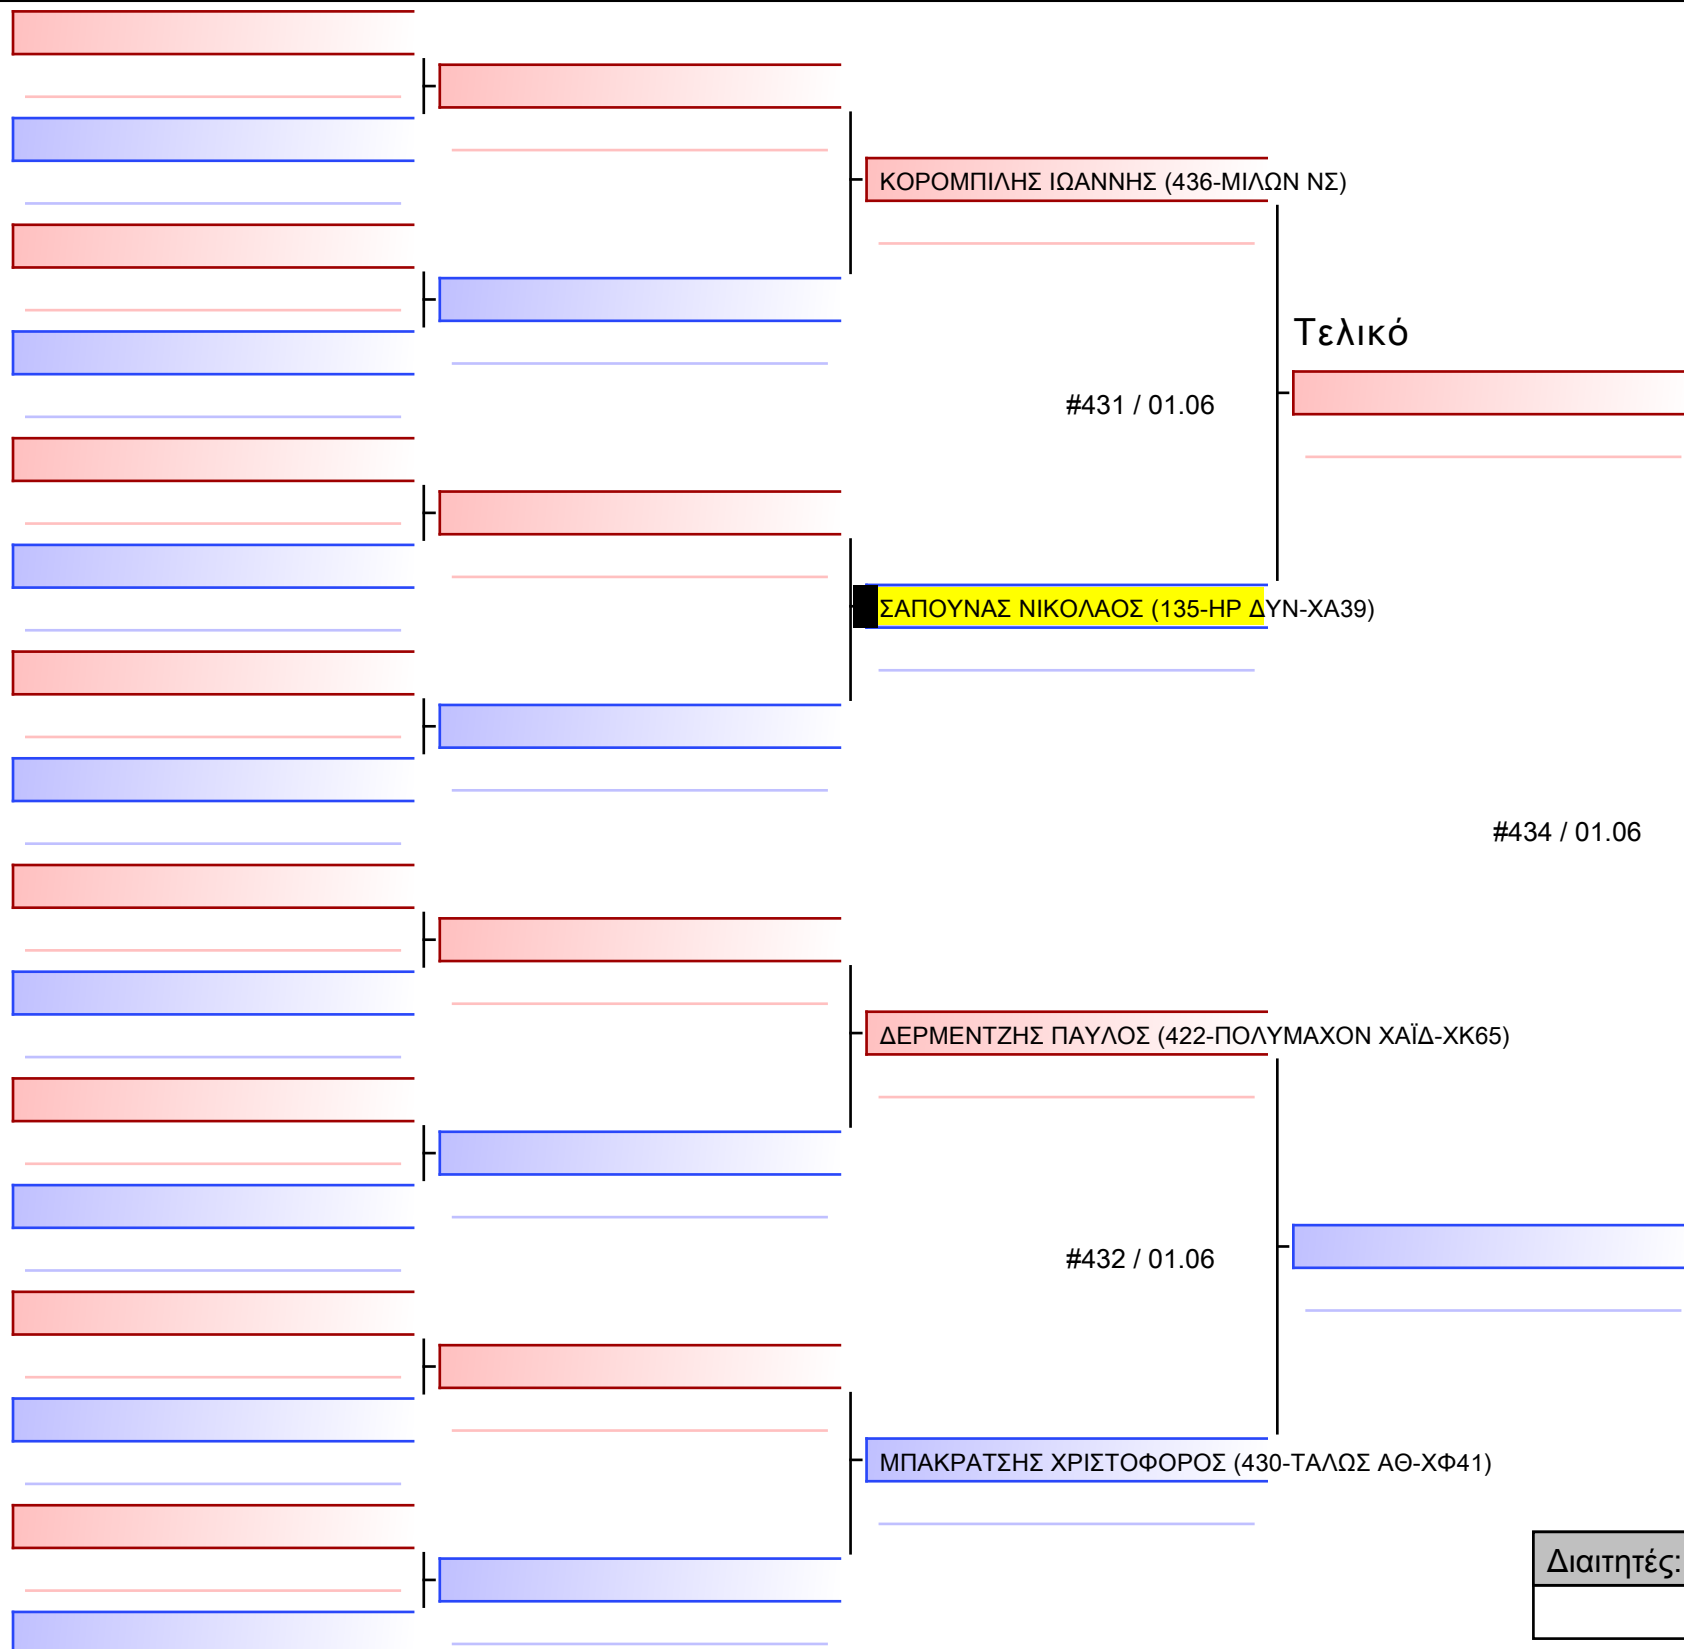 ΚΟΡΟΜΠΙΛΗΣ ΙΩΑΝΝΗΣ (436-ΜΙΛΩΝ ΝΣ)
Τελικό
#431 / 01.06
ΣΑΠΟΥΝΑΣ ΝΙΚΟΛΑΟΣ (135-ΗΡ ΔΥΝ-ΧΑ39)
#434 / 01.06
ΔΕΡΜΕΝΤΖΗΣ ΠΑΥΛΟΣ (422-ΠΟΛΥΜΑΧΟΝ ΧΑΪΔ-ΧΚ65)
#432 / 01.06
ΜΠΑΚΡΑΤΣΗΣ ΧΡΙΣΤΟΦΟΡΟΣ (430-ΤΑΛΩΣ ΑΘ-ΧΦ41)
Διαιτητές: